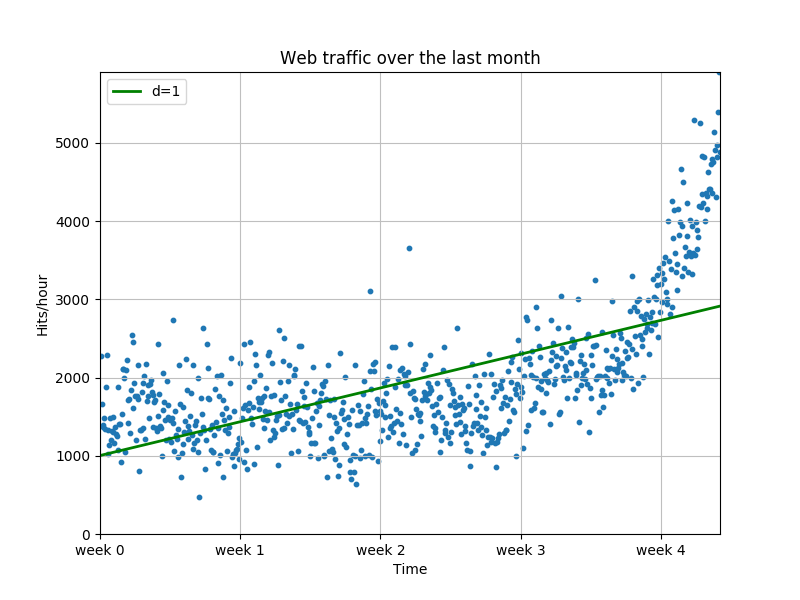 Web traffic over the last month
d=1
Hits/hour
5000
4000
3000
2000
1000
0
week 0 week 1 week 2 week 3 week 4
Time